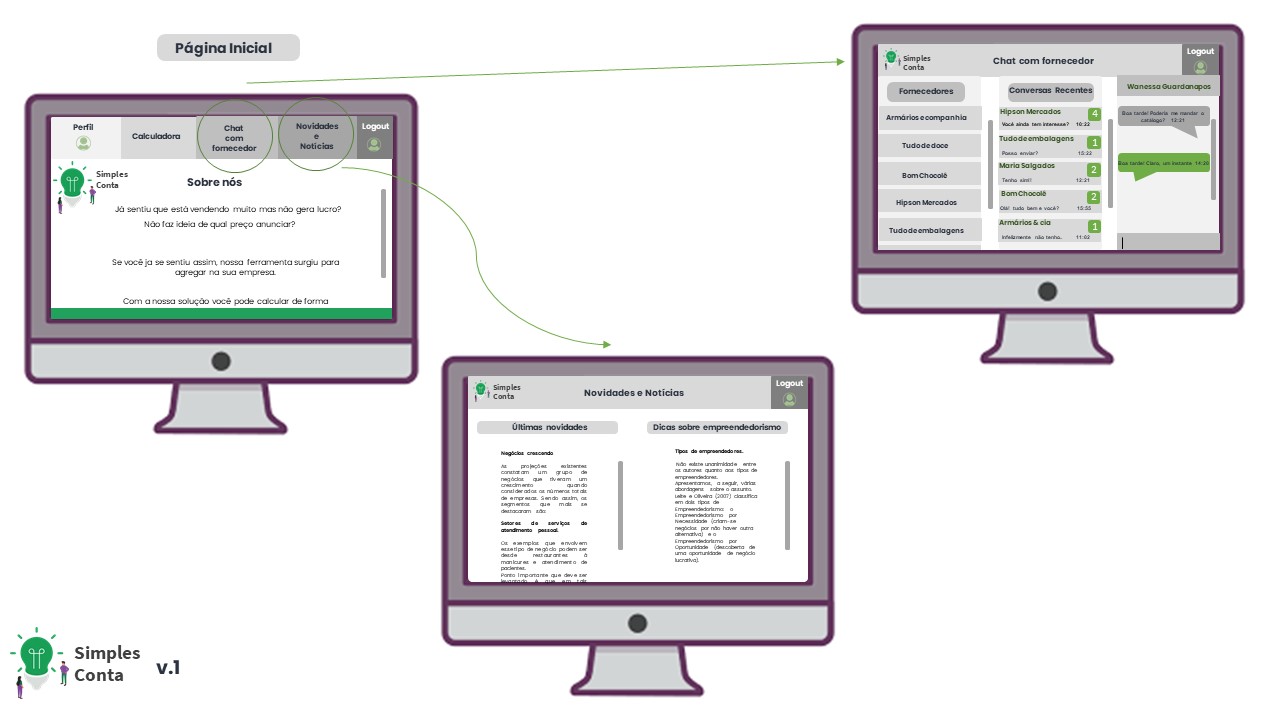 Página Inicial
Perfil
Calculadora
Chat
com
fornecedor
Novidades
e
Notícias
Logout
Simples
Conta
Sobre nós
Já sentiu que está vendendo muito mas não gera lucro?
Não faz ideia de qual preço anunciar?
Se você ja se sentiu assim, nossa ferramenta surgiu para
agregar na sua empresa.
Com a nossa solução você pode calcular de forma
Simples
Conta
Chat com fornecedor
Logout
Fornecedores
Armários e companhia
Tudo de doce
Bom Chocolê
Hipson Mercados
Tudo de embalagens
Conversas Recentes
Hipson Mercados 4
Você ainda tem interesse? 10:22
Tudo de embalagens 1
Posso enviar? 15:22
Maria Salgados 2
Tenho sim!! 12:21
Bom Chocolê 2
Olá! tudo bem e você? 15:55
Armários & cia 1
Infelizmente não tenho. 11:02
Wanessa Guardanapos
Boa tarde! Poderia me mandar o
catálogo? 12:21
Boa tarde! Claro, um instante 14:20
Simples
Conta
Novidades e Notícias
Logout
Últimas novidades
Negócios crescendo
As projeções existentes
constatam um grupo de
negócios que tiveram um
crescimento quando
considerados os números totais
de empresas. Sendo assim, os
segmentos que mais se
destacaram são:
Setores de serviços de
atendimento pessoal.
Os exemplos que envolvem
esse tipo de negócio podem ser
desde restaurantes à
manicures e atendimento de
pacientes.
Ponto importante que deve ser
levantado é que em tais
Dicas sobre empreendedorismo
Tipos de empreendedores.
Não existe unanimidade entre
os autores quanto aos tipos de
empreendedores.
Apresentamos, a seguir, várias
abordagens sobre o assunto.
Leite e Oliveira (2007) classifica
em dois tipos de
Empreendedorismo o
Empreendedorismo por
Necessidade (criam-se
negócios por não haver outra
alternativa) e o
Empreendedorismo por
Oportunidade (descoberta de
uma oportunidade de negócio
lucrativa).
Simples
Conta
v.1